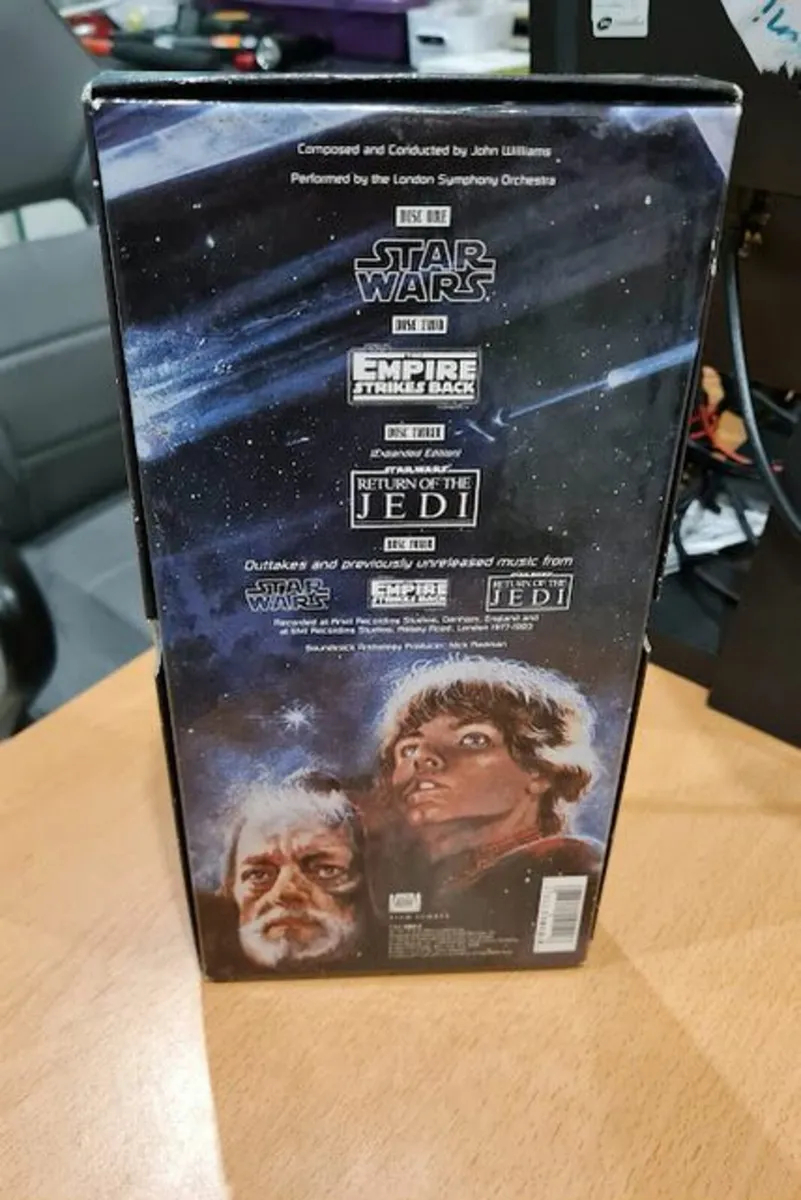 Composed and Conducted by John Williams
Performed by the London Symphony Orchestra
DISC ONE
STAR
WARS
DISC TWO
THE
EMPIRE
STRIKES BACK
DISC THREE
(Expanded Edition)
STAR WARS
RETURN OF THE
JEDI
DISC FOUR
Outtakes and previously unreleased music from
STAR
WARS
EMPIRE
STRIKES BACK
RETURN OF THE
JEDI
Recorded at Anvil Recording Studios, Denham, England and
at EMI Recording Studios, Abbey Road, London 1977-1983
Soundtrack Anthology Producer: Nick Redman